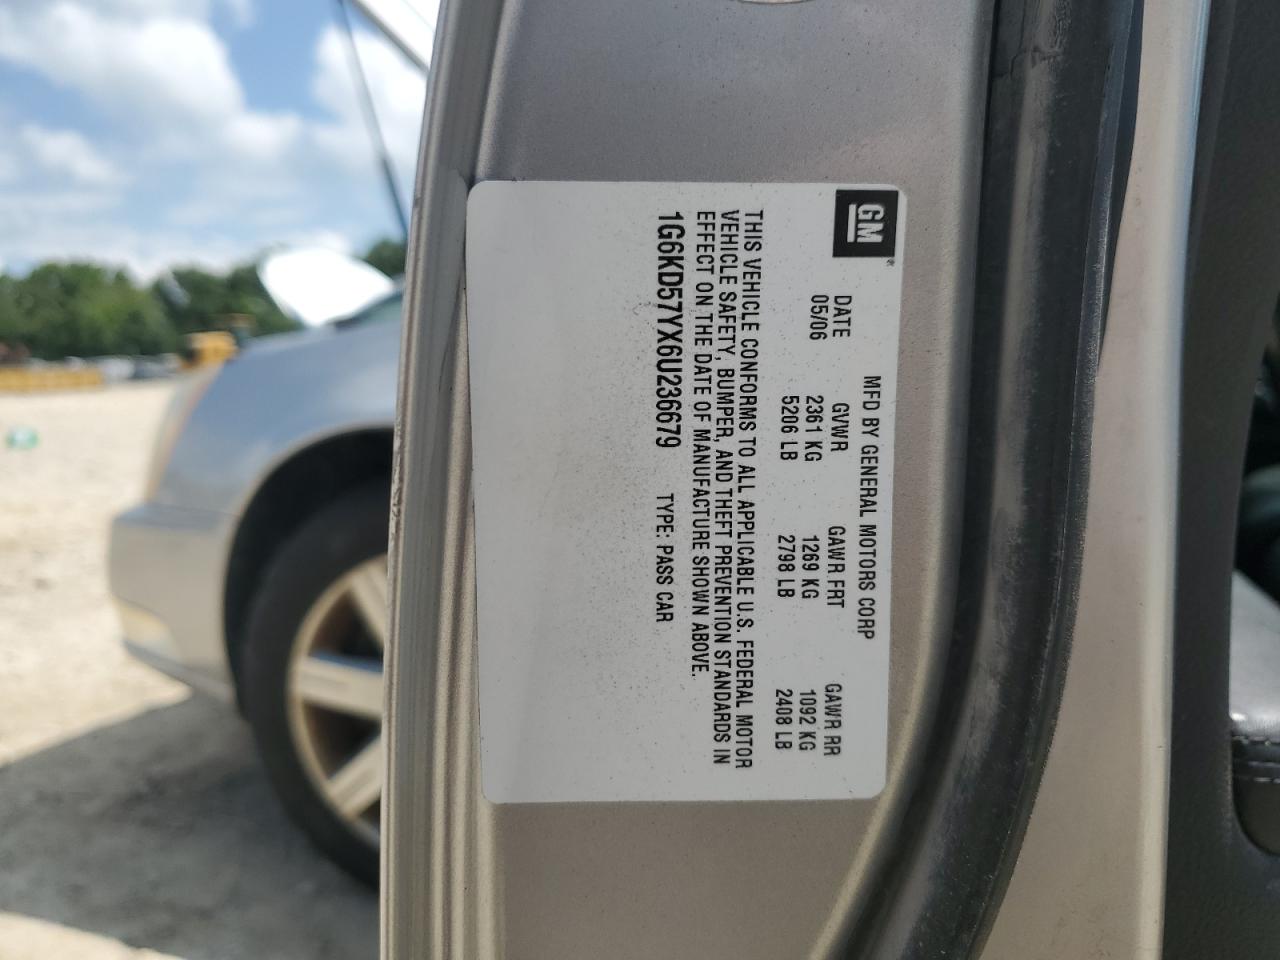 GM
MFD BY GENERAL MOTORS CORP
DATE GVWR GAWR FRT GAWR RR
05/06 2361 KG 1269 KG 1092 KG
5206 LB 2798 LB 2408 LB
THIS VEHICLE CONFORMS TO ALL APPLICABLE U.S. FEDERAL MOTOR
VEHICLE SAFETY, BUMPER, AND THEFT PREVENTION STANDARDS IN
EFFECT ON THE DATE OF MANUFACTURE SHOWN ABOVE.
1G6KD57YX6U236679 TYPE: PASS CAR